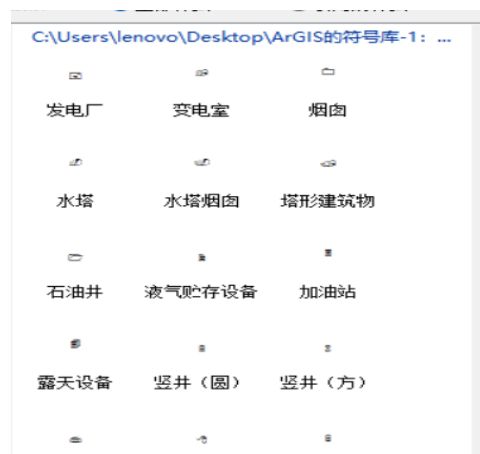 C:\Users\lenovo\Desktop\ArGIS的符号库-1：...
发电厂 变电室 烟囱
水塔 水塔烟囱 塔形建筑物
石油井 液气贮存设备 加油站
露天设备 竖井（圆） 竖井（方）